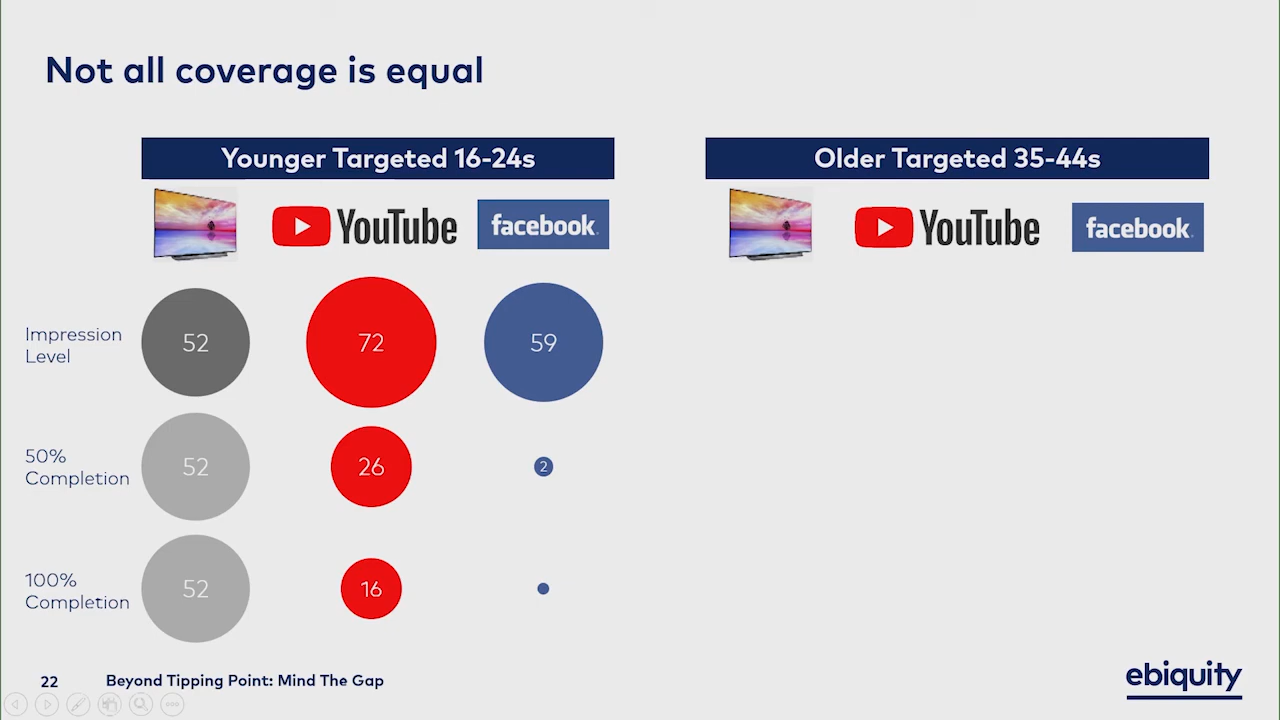 Not all coverage is equal
Younger Targeted 16-24s
Older Targeted 35-44s
YouTube
facebook.
YouTube
facebook.
Impression
Level
52
72
59
50%
Completion
52
26
2
100%
Completion
52
16
22
Beyond Tipping Point: Mind The Gap
ebiquity